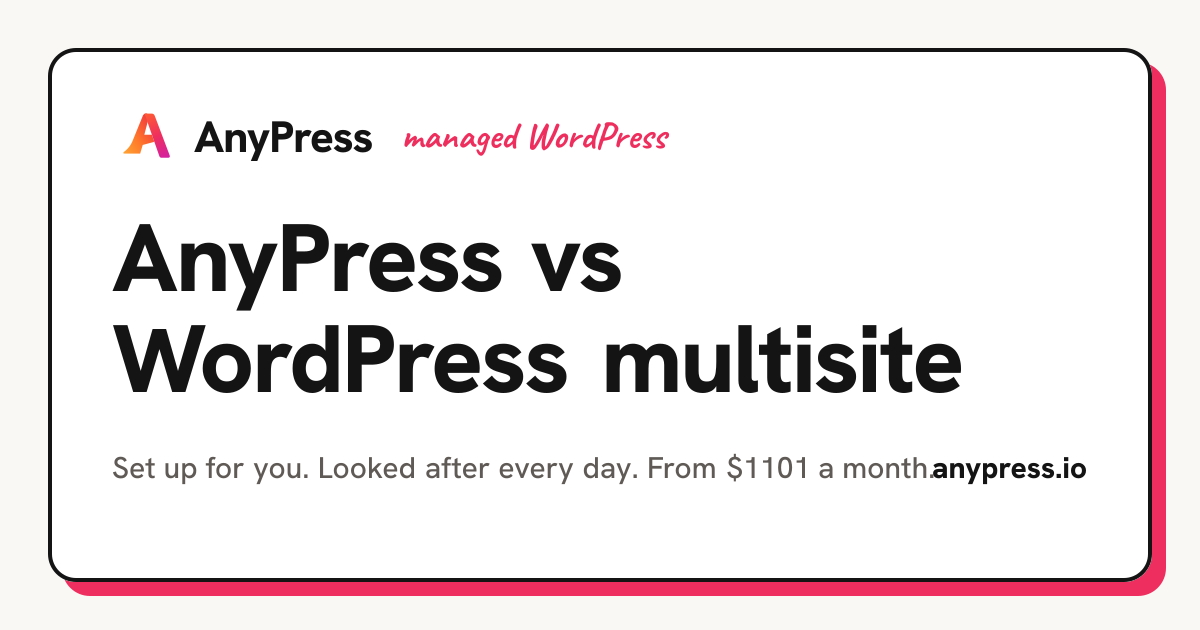 AnyPress managed WordPress
AnyPress vs
WordPress multisite
Set up for you. Looked after every day. From $1101 a month.anypress.io